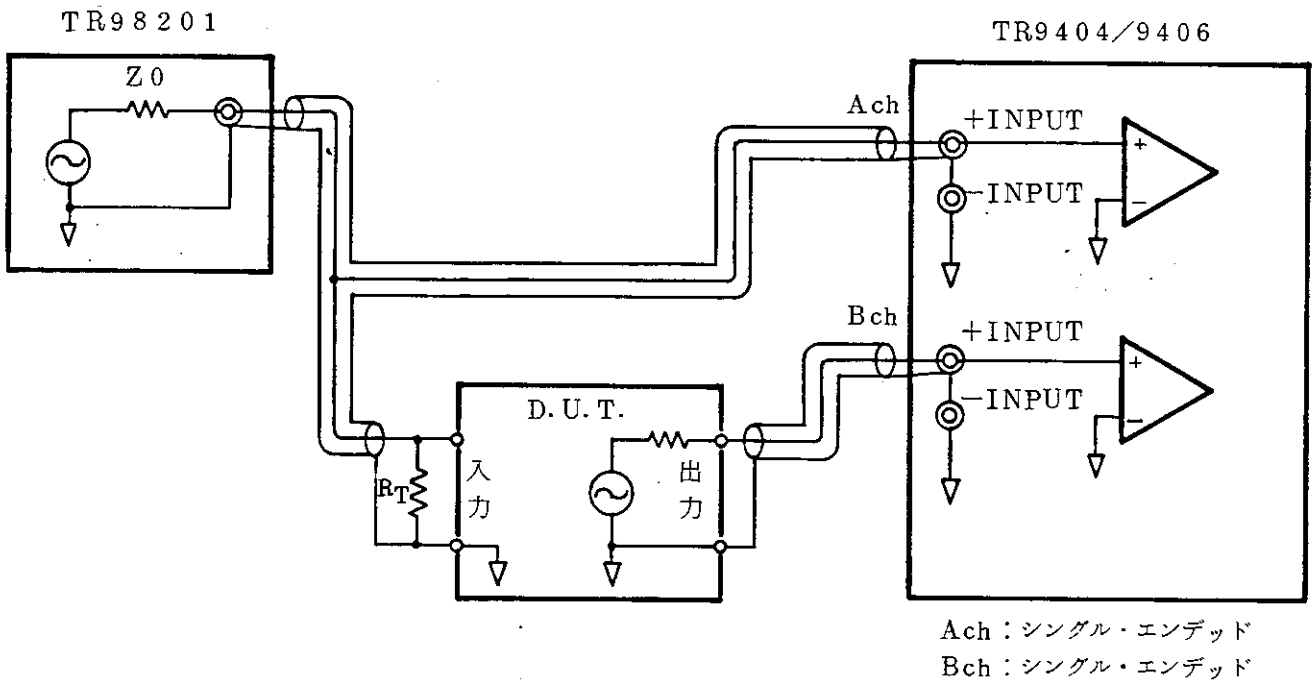 TR98201
TR9404／9406
Z0
Ach
+INPUT
+
−INPUT
−
Bch
+INPUT
+
−INPUT
−
D.U.T.
RT
入力
出力
Ach：シングル・エンデッド
Bch：シングル・エンデッド